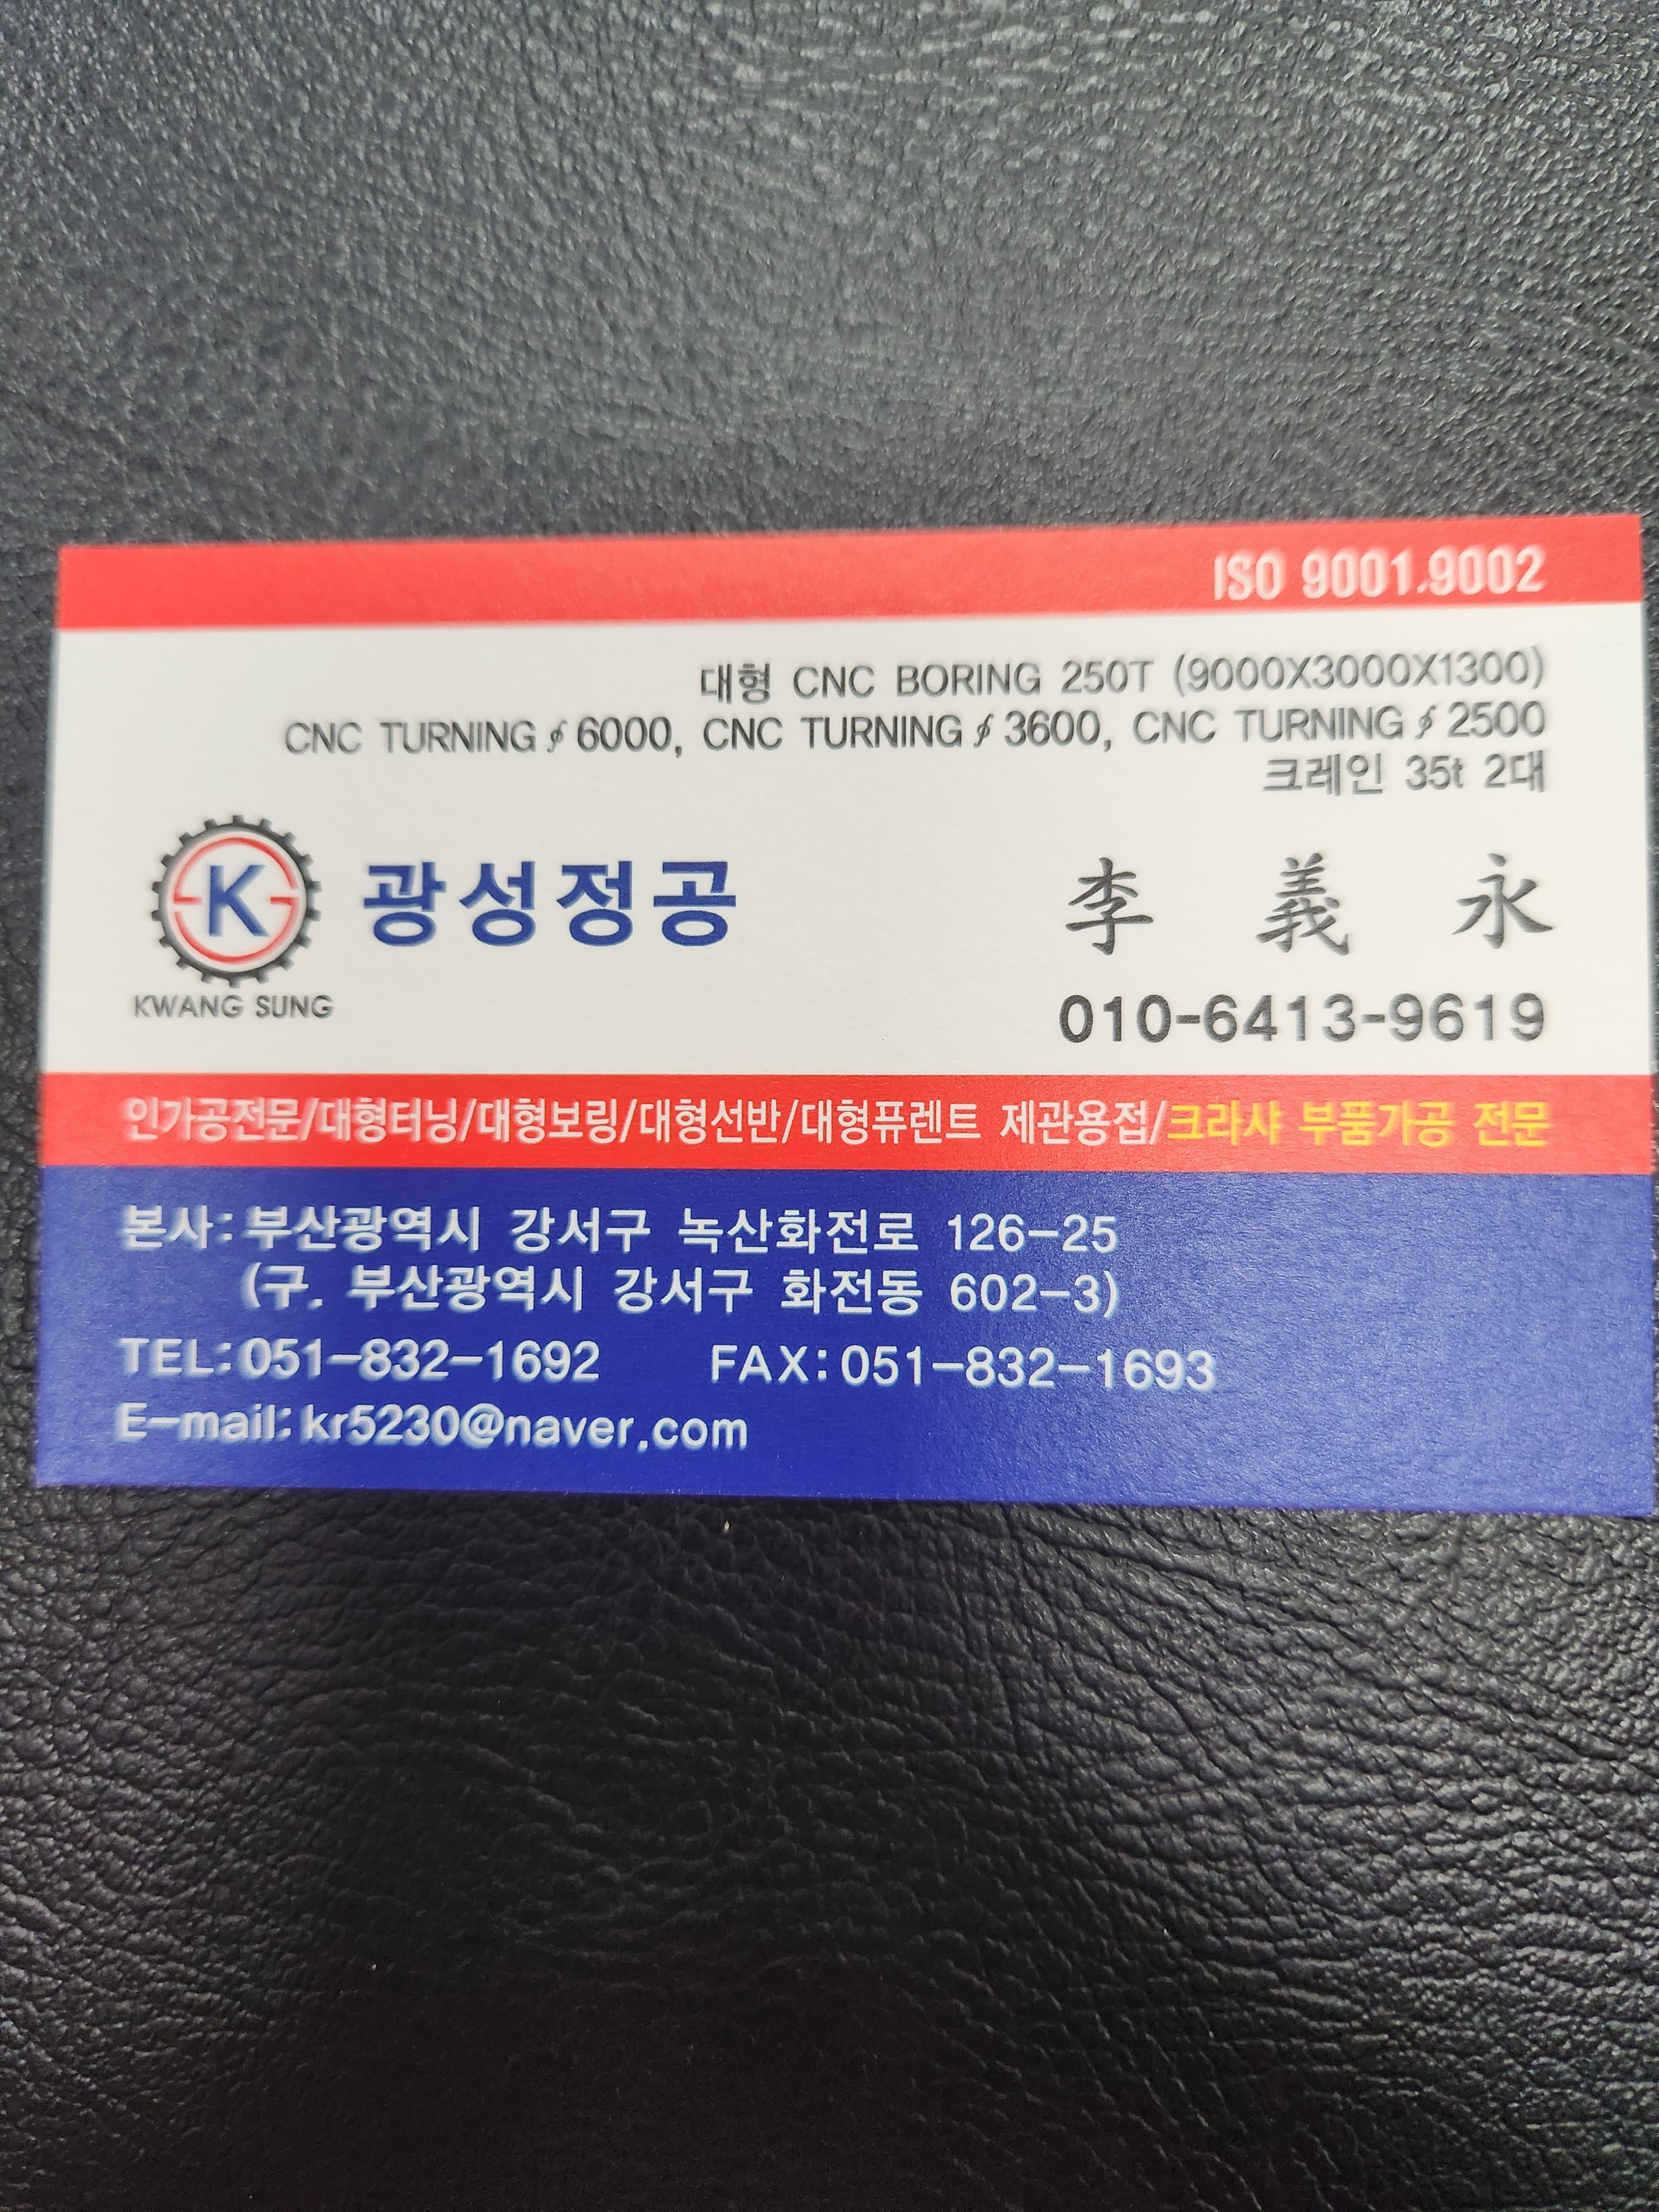 ISO 9001.9002
대형 CNC BORING 250T (9000X3000X1300)
CNC TURNING∮6000, CNC TURNING∮3600, CNC TURNING∮2500
크레인 35t 2대
K
광성정공
李 義 永
KWANG SUNG
010-6413-9619
인가공전문/대형터닝/대형보링/대형선반/대형퓨렌트 제관용접/크라샤 부품가공 전문
본사: 부산광역시 강서구 녹산화전로 126-25
(구. 부산광역시 강서구 화전동 602-3)
TEL:051-832-1692 FAX:051-832-1693
E-mail:kr5230@naver.com